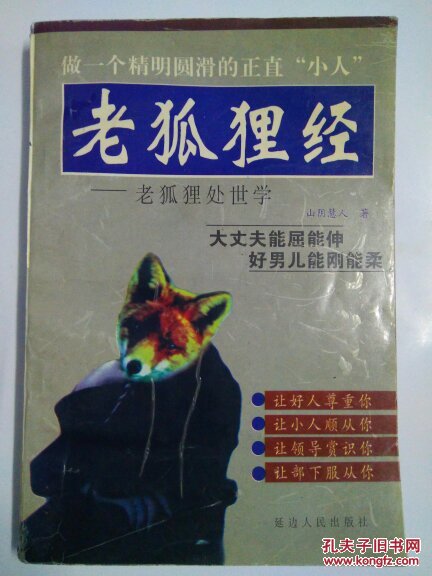 做一个精明圆滑的正直“小人”
老狐狸经
——老狐狸处世学
山阴慧人 著
大丈夫能屈能伸
好男儿能刚能柔
让好人尊重你
让小人顺从你
让领导赏识你
让部下服从你
延边人民出版社
孔夫子旧书网
www.kongfz.com